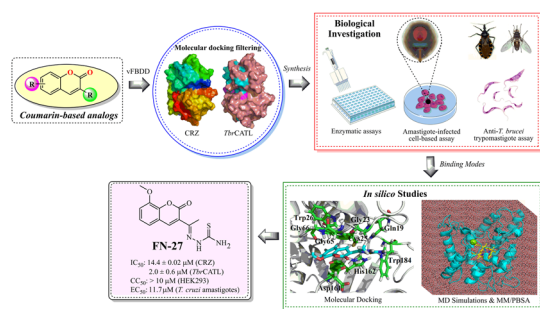 Coumarin-based analogs
R
n
O
O
R
vFBDD
Molecular docking filtering
CRZ
ThrCATL
Synthesis
Biological
Investigation
Enzymatic assays
Amastigote-infected
cell-based assay
Anti-T. brucei
trypomastigote assay
Binding Modes
In silico Studies
Trp26
Gly66
Gly65
Gly23
Cys25
Gln19
Trp184
His162
Asp161
Molecular Docking
MD Simulations & MM/PBSA
O
O
O
N
N
H
S
NH2
FN-27
IC50: 14.4 ± 0.02 µM (CRZ)
2.0 ± 0.6 µM (ThrCATL)
CC50: > 10 µM (HEK293)
EC50: 11.7µM (T. cruzi amastigotes)